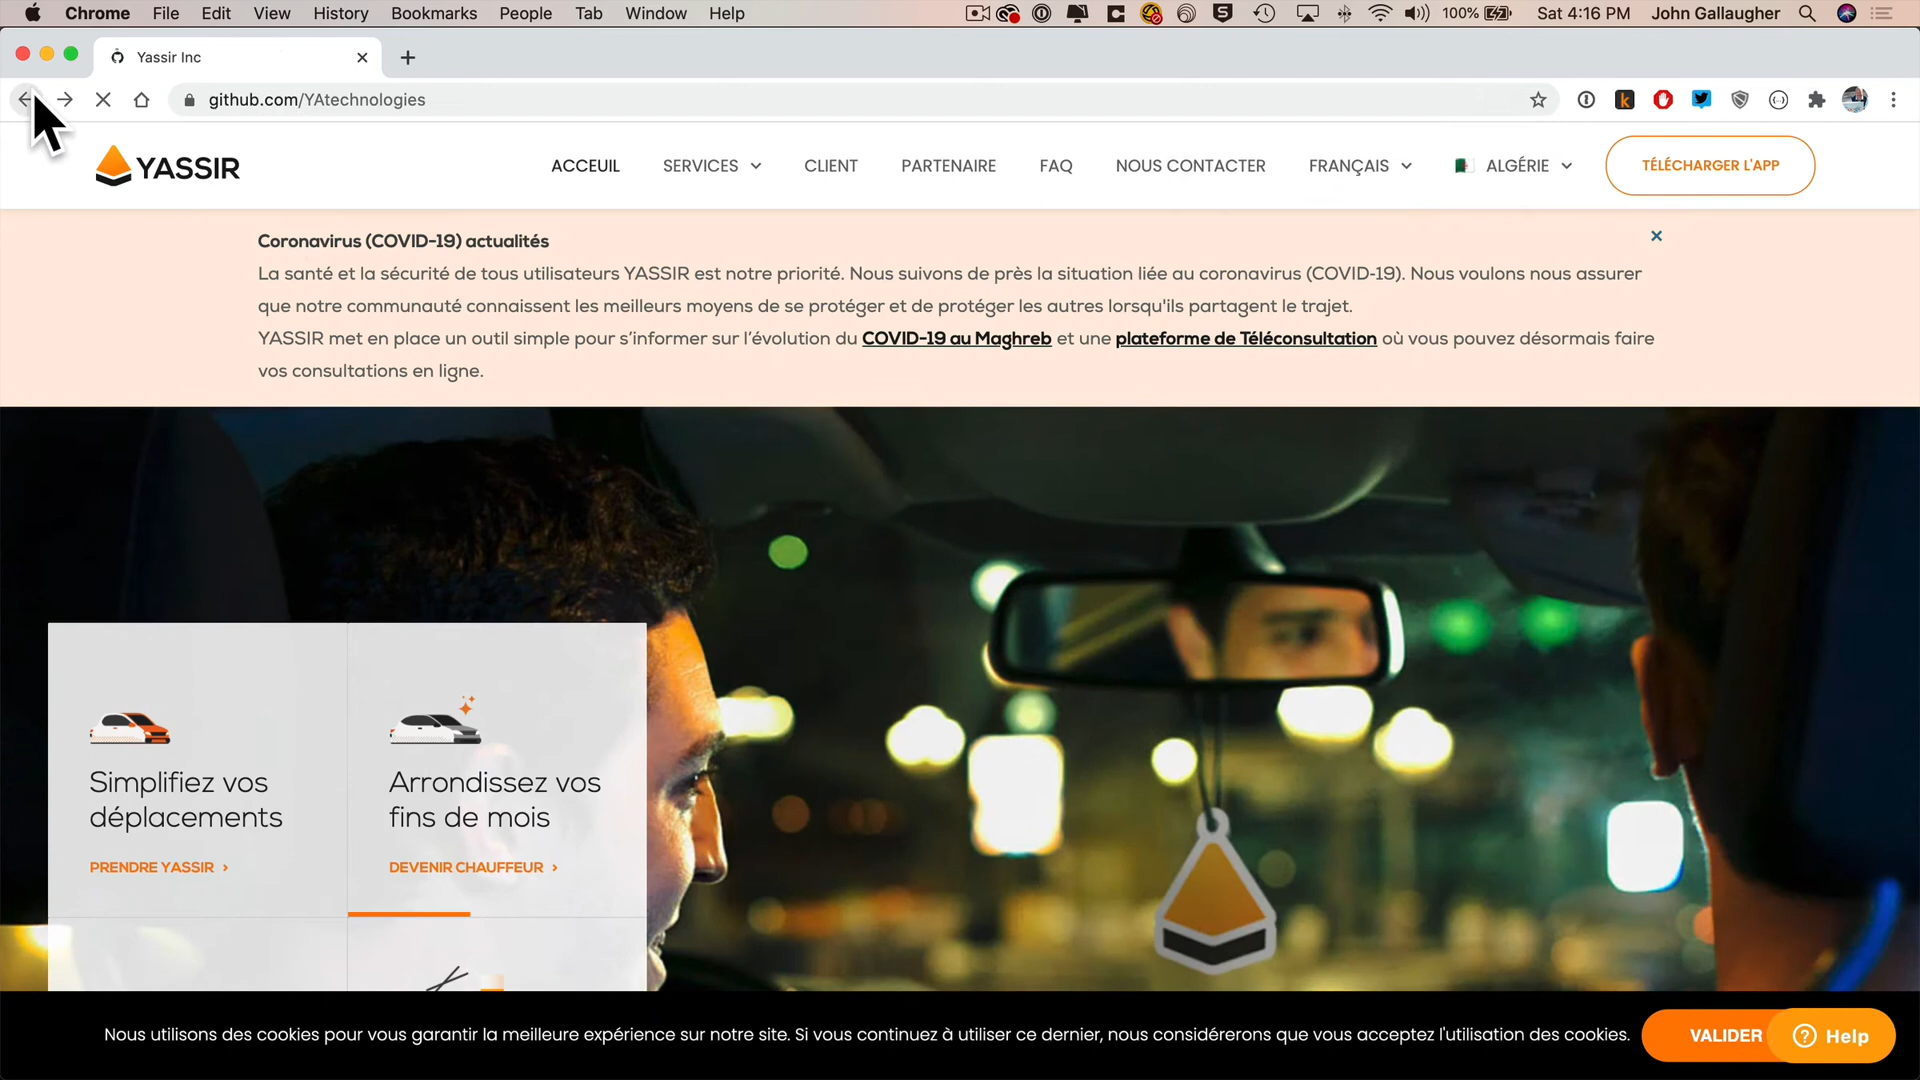 Chrome File Edit View History Bookmarks People Tab Window Help 100% Sat 4:16 PM John Gallaugher
Yassir Inc
github.com/YAtechnologies
YASSIR ACCEUIL SERVICES CLIENT PARTENAIRE FAQ NOUS CONTACTER FRANÇAIS ALGÉRIE TÉLÉCHARGER L'APP
Coronavirus (COVID-19) actualités
La santé et la sécurité de tous utilisateurs YASSIR est notre priorité. Nous suivons de près la situation liée au coronavirus (COVID-19). Nous voulons nous assurer
que notre communauté connaissent les meilleurs moyens de se protéger et de protéger les autres lorsqu'ils partagent le trajet.
YASSIR met en place un outil simple pour s’informer sur l’évolution du COVID-19 au Maghreb et une plateforme de Téléconsultation où vous pouvez désormais faire
vos consultations en ligne.
Simplifiez vos
déplacements
PRENDRE YASSIR ›
Arrondissez vos
fins de mois
DEVENIR CHAUFFEUR ›
Nous utilisons des cookies pour vous garantir la meilleure expérience sur notre site. Si vous continuez à utiliser ce dernier, nous considérerons que vous acceptez l'utilisation des cookies. VALIDER Help